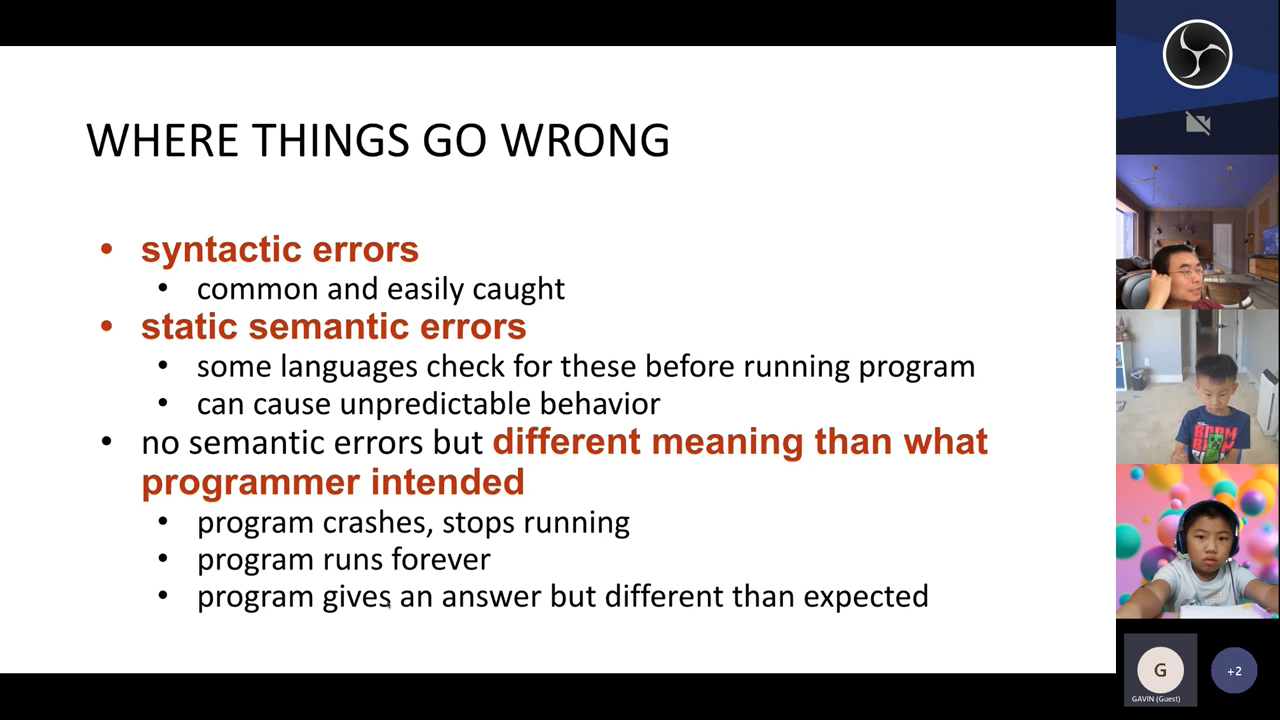 WHERE THINGS GO WRONG
• syntactic errors
• common and easily caught
• static semantic errors
• some languages check for these before running program
• can cause unpredictable behavior
• no semantic errors but different meaning than what
programmer intended
• program crashes, stops running
• program runs forever
• program gives an answer but different than expected
G
GAVIN (Guest)
+2